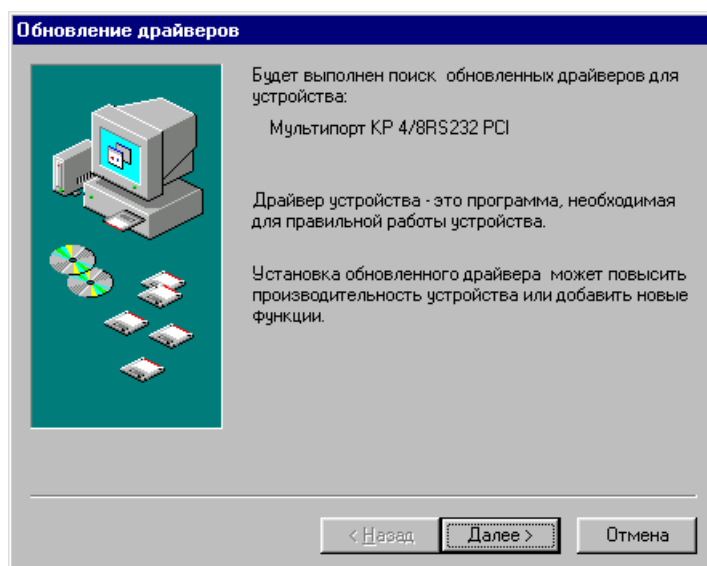 Обновление драйверов
Будет выполнен поиск обновленных драйверов для
устройства:
Мультипорт КР 4/8RS232 PCI
Драйвер устройства - это программа, необходимая
для правильной работы устройства.
Установка обновленного драйвера может повысить
производительность устройства или добавить новые
функции.
< Назад
Далее >
Отмена